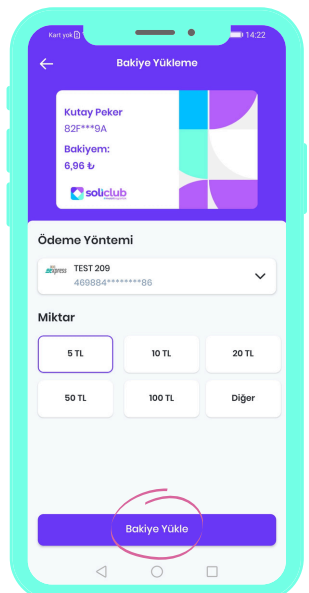 Kart yok
14:22
Bakiye Yükleme
Kutay Peker
82F***9A
Bakiyem:
6,96 ₺
soliclub
Ödeme Yöntemi
express
TEST 209
469884********86
Miktar
5 TL
10 TL
20 TL
50 TL
100 TL
Diğer
Bakiye Yükle